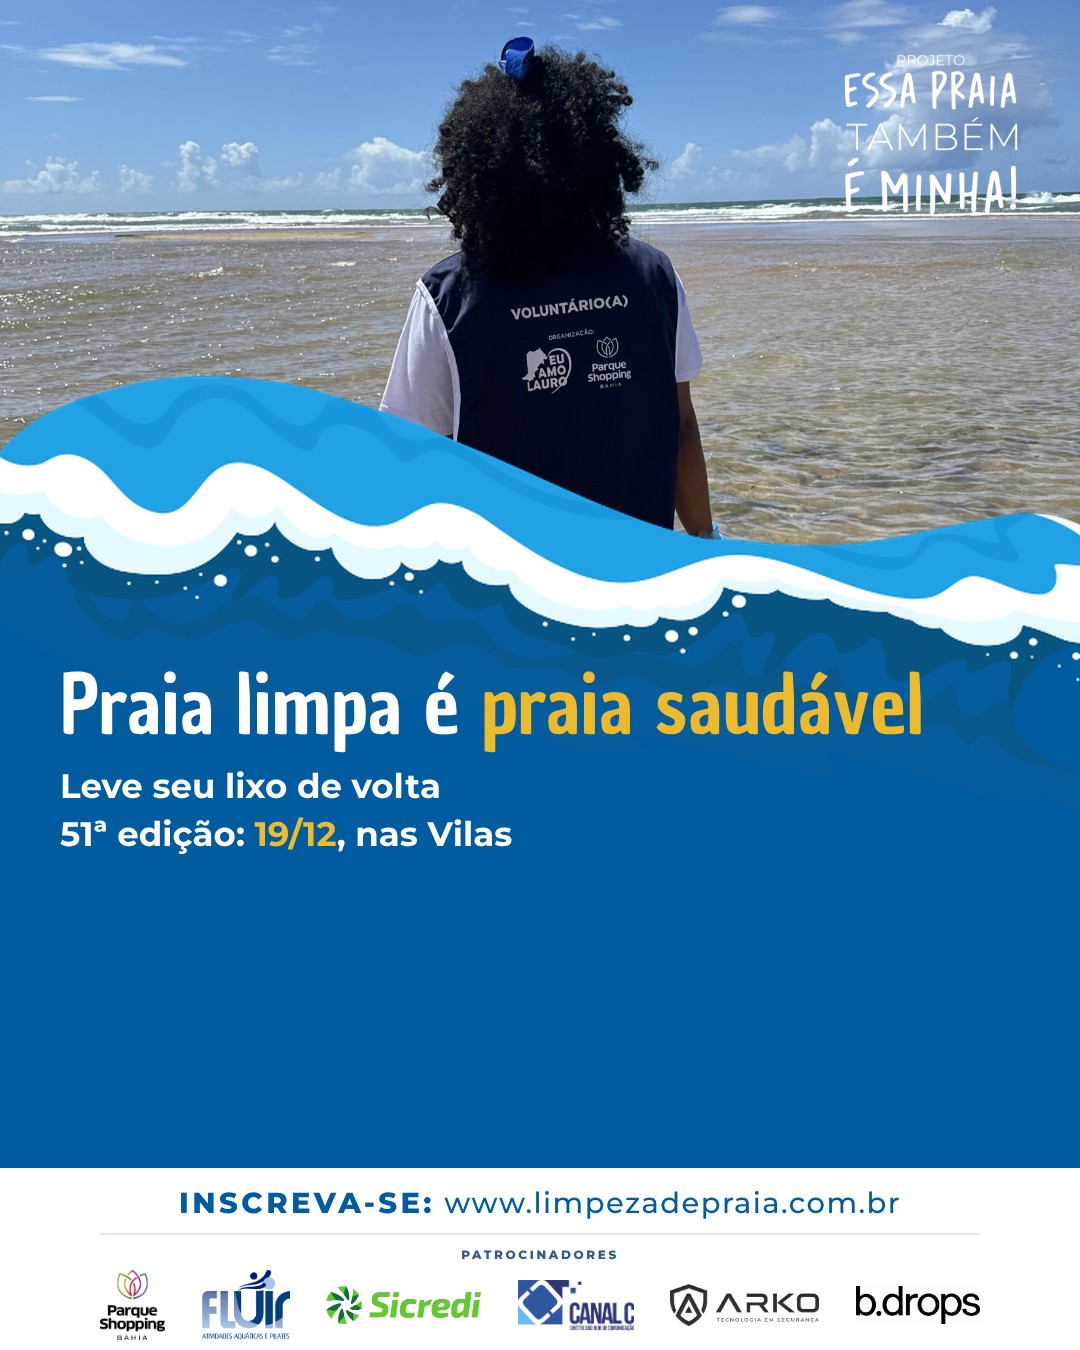 PROJETO
ESSA PRAIA
TAMBÉM
É MINHA!
VOLUNTÁRIO(A)
ORGANIZAÇÃO:
EU
AMO
LAURO
Parque
Shopping
BAHIA
Praia limpa é praia saudável
Leve seu lixo de volta
51ª edição: 19/12, nas Vilas
INSCREVA-SE: www.limpezadepraia.com.br
PATROCINADORES
Parque
Shopping
BAHIA
FLUIR
ATIVIDADES AQUÁTICAS E PILATES
Sicredi
CANAL C
ARKO
TECNOLOGIA EM SEGURANÇA
b.drops